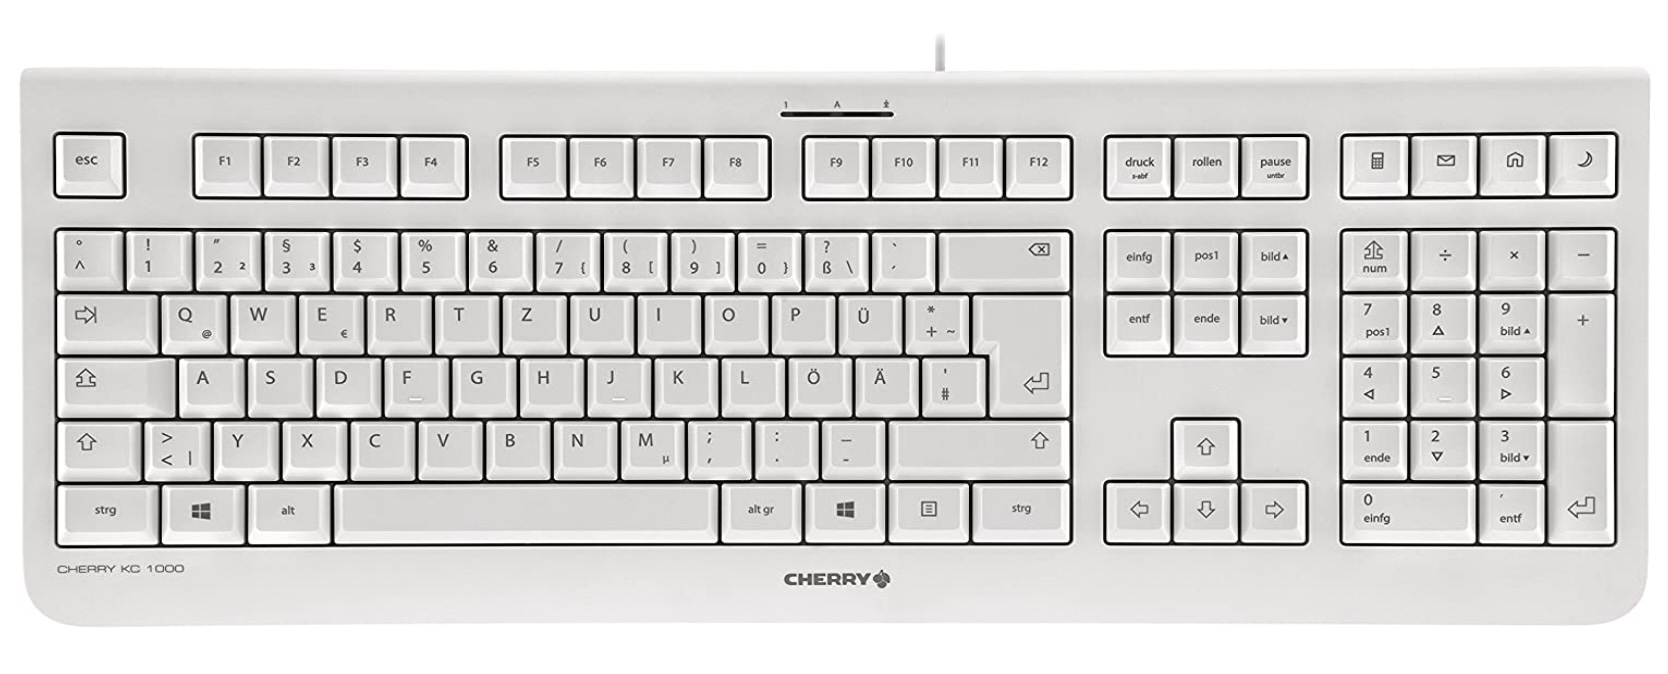 1 A
esc F1 F2 F3 F4 F5 F6 F7 F8 F9 F10 F11 F12 druck rollen pause
s-abf untbr
° ! " § $ % & / ( ) = ? `
^ 1 2 ² 3 ³ 4 5 6 7 { 8 [ 9 ] 0 } ß \ ´ einfg pos1 bild▲ num ÷ × −
Q @ W E € R T Z U I O P Ü * + ~ entf ende bild▼ 7 pos1 8 9 bild▲ +
A S D F G H J K L Ö Ä ' # 4 5 6
> < | Y X C V B N M µ ; , : . _ - 1 ende 2 3 bild▼
strg alt alt gr strg 0 einfg , entf
CHERRY KC 1000
CHERRY